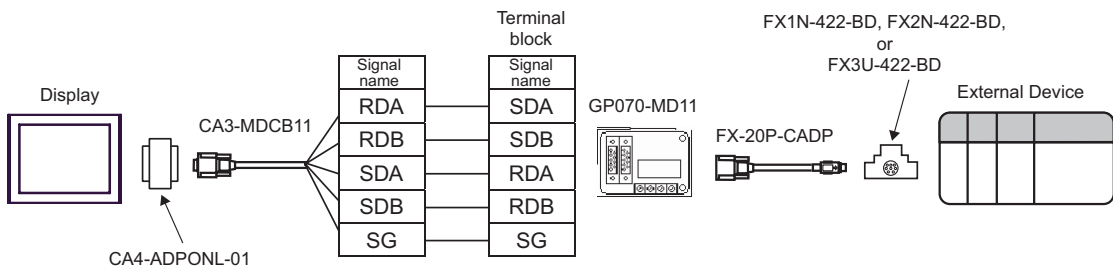 Terminal
block
FX1N-422-BD, FX2N-422-BD,
or
FX3U-422-BD
Display
CA3-MDCB11
Signal
name
Signal
name
GP070-MD11
FX-20P-CADP
External Device
RDA
SDA
RDB
SDB
SDA
RDA
SDB
RDB
SG
SG
CA4-ADPONL-01